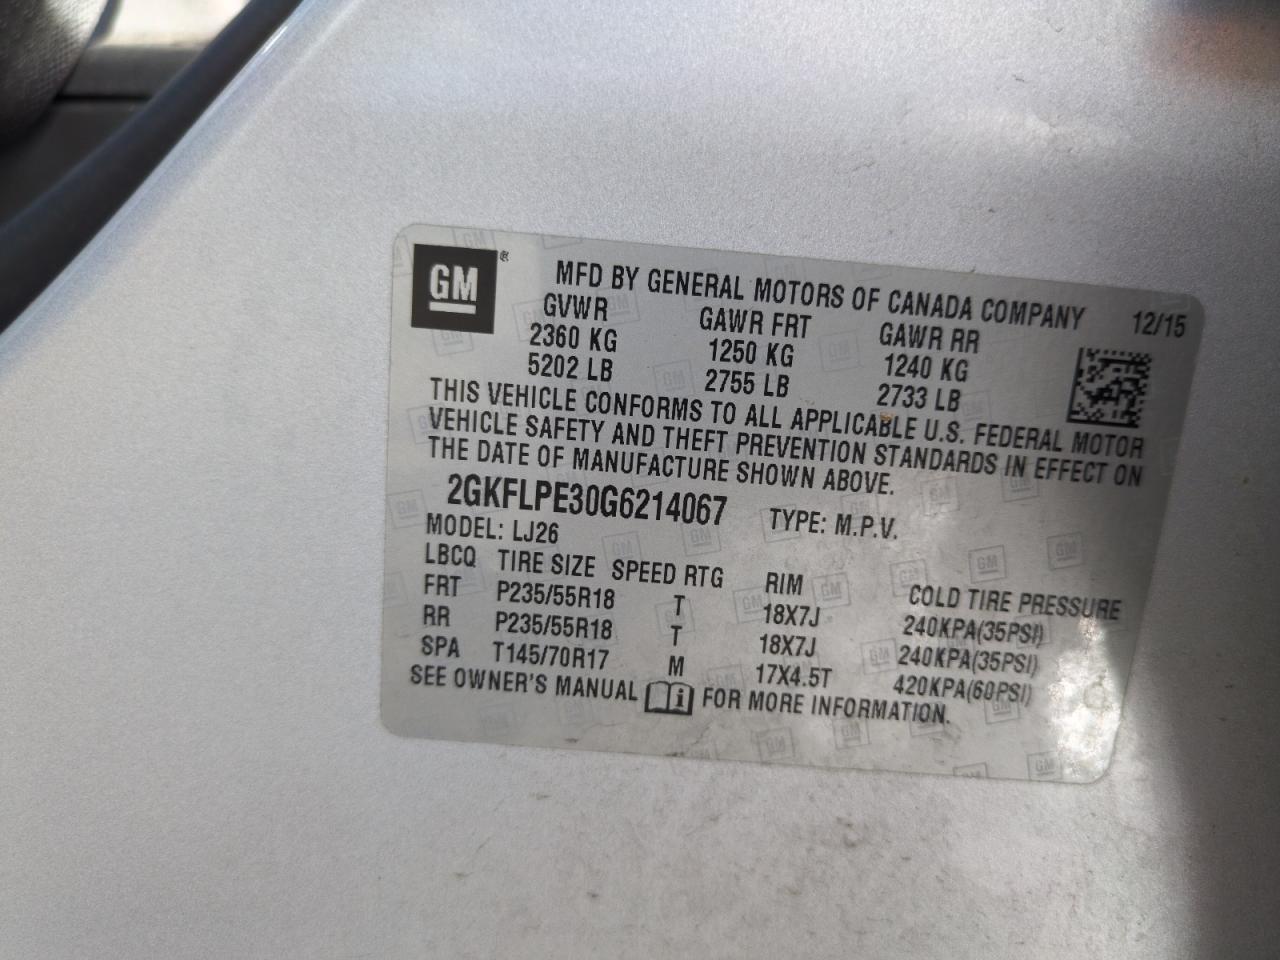 GM ®
MFD BY GENERAL MOTORS OF CANADA COMPANY 12/15
GVWR GAWR FRT GAWR RR
2360 KG 1250 KG 1240 KG
5202 LB 2755 LB 2733 LB
THIS VEHICLE CONFORMS TO ALL APPLICABLE U.S. FEDERAL MOTOR
VEHICLE SAFETY AND THEFT PREVENTION STANDARDS IN EFFECT ON
THE DATE OF MANUFACTURE SHOWN ABOVE.
2GKFLPE30G6214067 TYPE: M.P.V.
MODEL: LJ26
LBCQ TIRE SIZE SPEED RTG RIM COLD TIRE PRESSURE
FRT P235/55R18 T 18X7J 240KPA(35PSI)
RR P235/55R18 T 18X7J 240KPA(35PSI)
SPA T145/70R17 M 17X4.5T 420KPA(60PSI)
SEE OWNER'S MANUAL i FOR MORE INFORMATION.